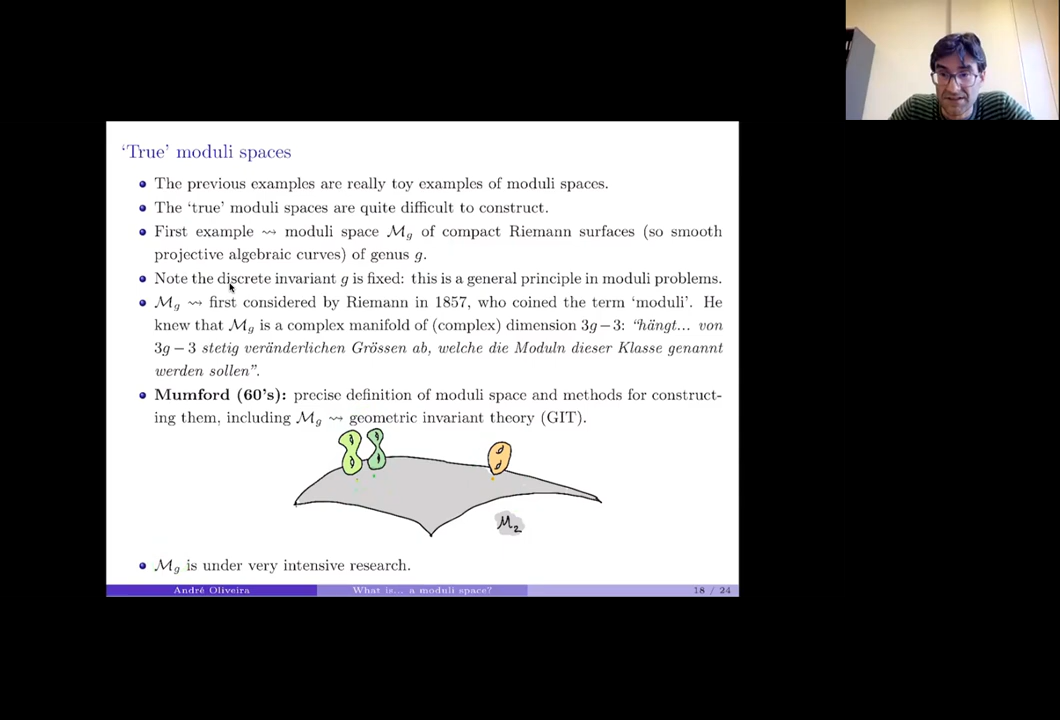 ‘True’ moduli spaces
The previous examples are really toy examples of moduli spaces.
The ‘true’ moduli spaces are quite difficult to construct.
First example ⇝ moduli space ℳg of compact Riemann surfaces (so smooth
projective algebraic curves) of genus g.
Note the discrete invariant g is fixed: this is a general principle in moduli problems.
ℳg ⇝ first considered by Riemann in 1857, who coined the term ‘moduli’. He
knew that ℳg is a complex manifold of (complex) dimension 3g−3: “hängt... von
3g − 3 stetig veränderlichen Grössen ab, welche die Moduln dieser Klasse genannt
werden sollen”.
Mumford (60's): precise definition of moduli space and methods for construct-
ing them, including ℳg ⇝ geometric invariant theory (GIT).
ℳ2
ℳg is under very intensive research.
André Oliveira What is... a moduli space? 18 / 24